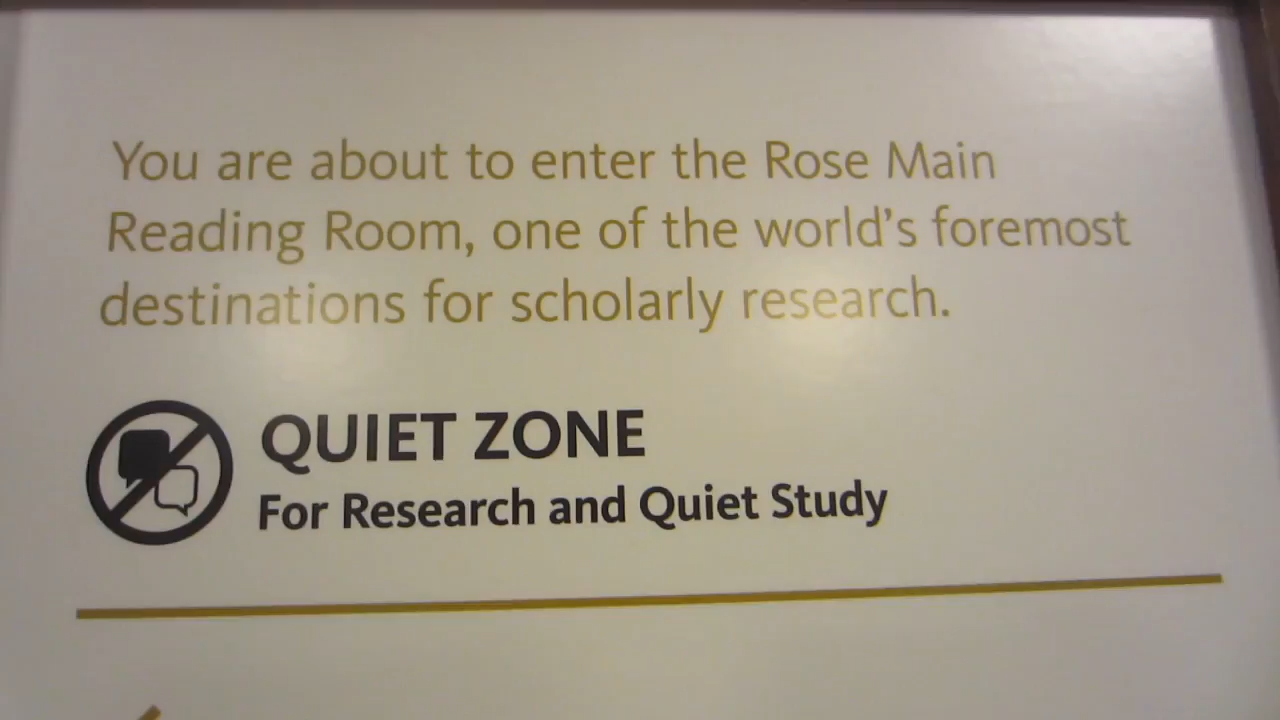 You are about to enter the Rose Main
Reading Room, one of the world's foremost
destinations for scholarly research.
QUIET ZONE
For Research and Quiet Study